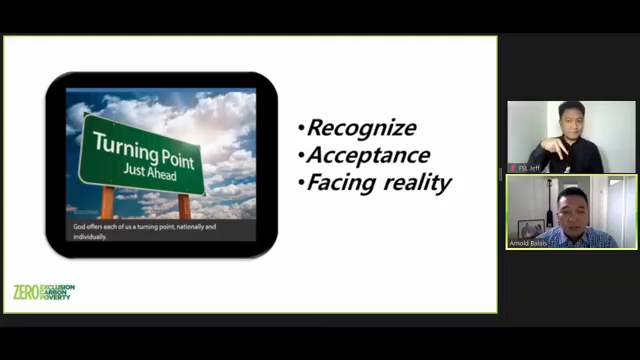 Turning Point
Just Ahead
God offers each of us a turning point, nationally and
individually.
•Recognize
•Acceptance
•Facing reality
ZERO EXCLUSION
CARBON
POVERTY
FSL Jeff
Arnold Balais